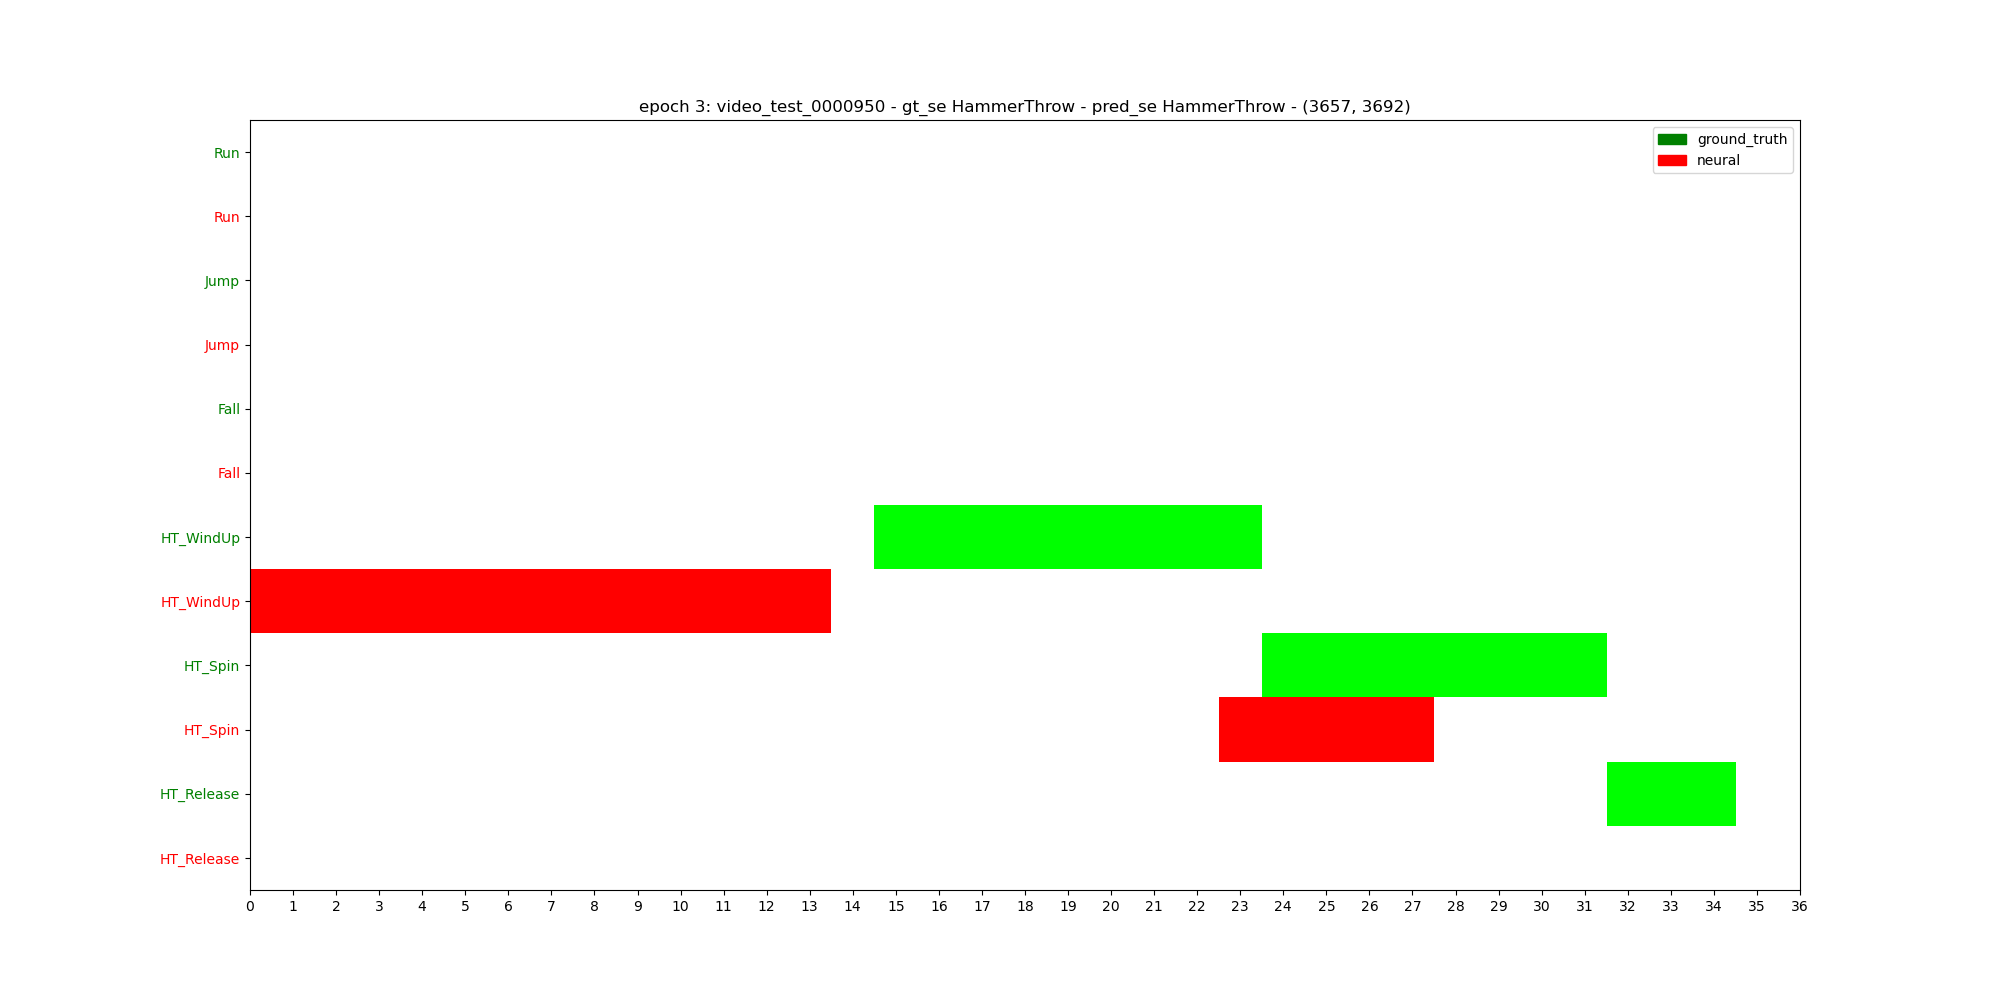 epoch 3: video_test_0000950 - gt_se HammerThrow - pred_se HammerThrow - (3657, 3692)
ground_truth
neural
Run
Run
Jump
Jump
Fall
Fall
HT_WindUp
HT_WindUp
HT_Spin
HT_Spin
HT_Release
HT_Release
0 1 2 3 4 5 6 7 8 9 10 11 12 13 14 15 16 17 18 19 20 21 22 23 24 25 26 27 28 29 30 31 32 33 34 35 36